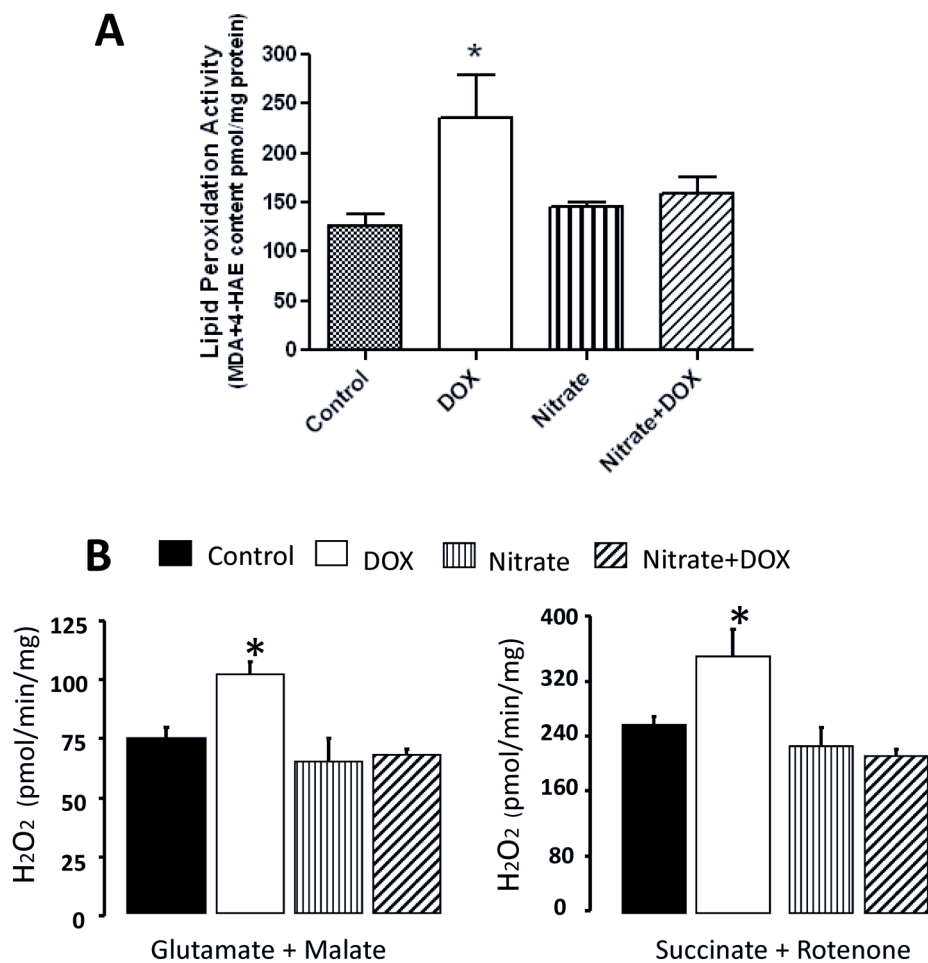 A
Lipid Peroxidation Activity
(MDA+4-HAE content pmol/mg protein)
300
250
200
150
100
50
0
*
Control
DOX
Nitrate
Nitrate+DOX
B
Control
DOX
Nitrate
Nitrate+DOX
H₂O₂ (pmol/min/mg)
125
100
75
50
25
0
*
Glutamate + Malate
H₂O₂ (pmol/min/mg)
400
320
240
160
80
0
*
Succinate + Rotenone